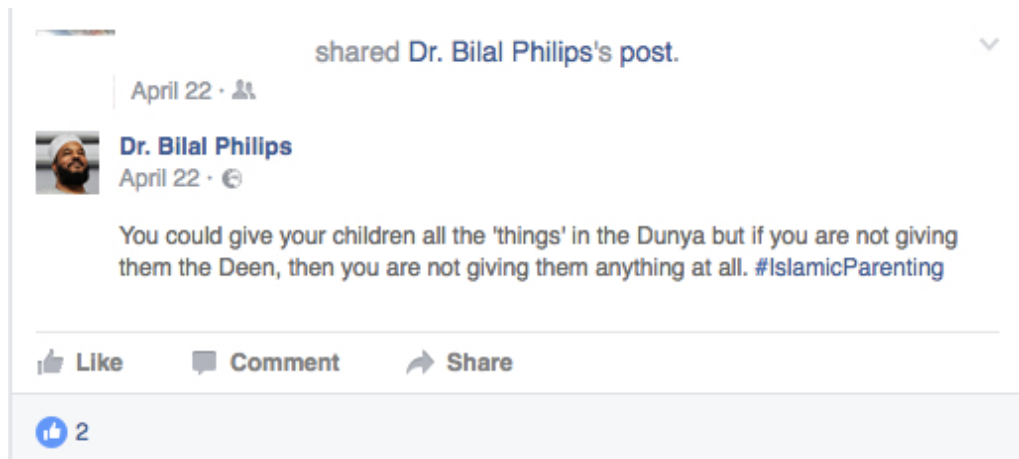 shared Dr. Bilal Philips's post.
April 22 ·
Dr. Bilal Philips
April 22 ·
You could give your children all the 'things' in the Dunya but if you are not giving
them the Deen, then you are not giving them anything at all. #IslamicParenting
Like Comment Share
2